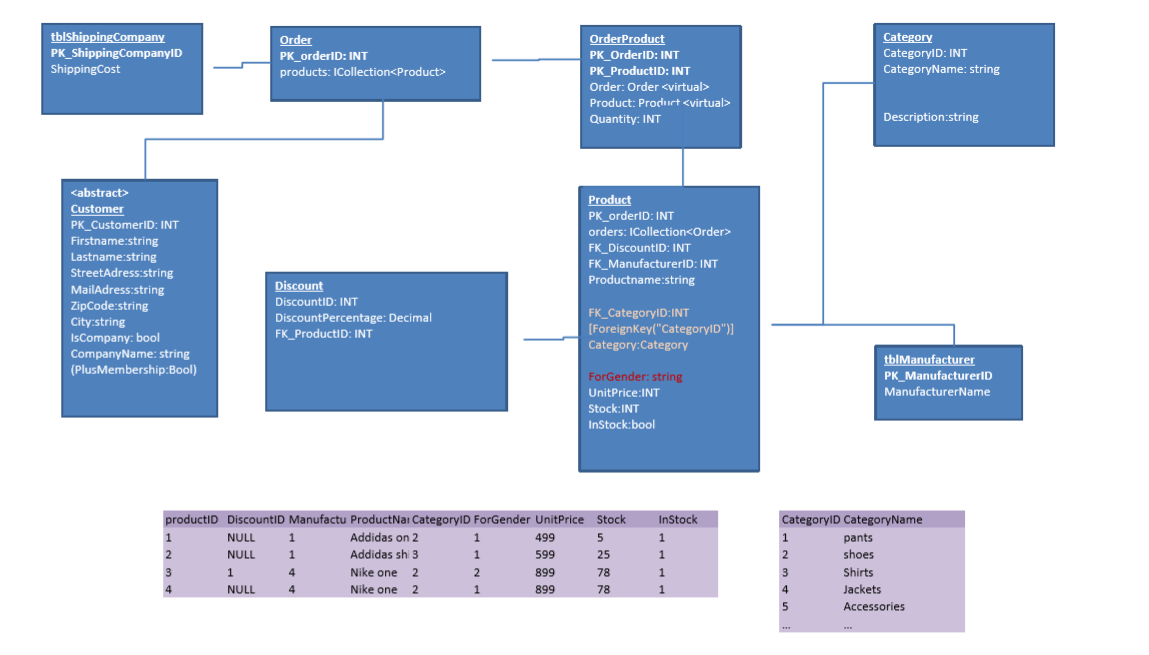 tblShippingCompany
PK_ShippingCompanyID
ShippingCost
Order
PK_orderID: INT
products: ICollection<Product>
OrderProduct
PK_OrderID: INT
PK_ProductID: INT
Order: Order <virtual>
Product: Product <virtual>
Quantity: INT
Category
CategoryID: INT
CategoryName: string
Description:string
<abstract>
Customer
PK_CustomerID: INT
Firstname:string
Lastname:string
StreetAdress:string
MailAdress:string
ZipCode:string
City:string
IsCompany: bool
CompanyName: string
(PlusMembership:Bool)
Discount
DiscountID: INT
DiscountPercentage: Decimal
FK_ProductID: INT
Product
PK_orderID: INT
orders: ICollection<Order>
FK_DiscountID: INT
FK_ManufacturerID: INT
Productname:string
FK_CategoryID:INT
[ForeignKey("CategoryID")]
Category:Category
ForGender: string
UnitPrice:INT
Stock:INT
InStock:bool
tblManufacturer
PK_ManufacturerID
ManufacturerName
productID DiscountID Manufactu ProductNa CategoryID ForGender UnitPrice Stock InStock
1 NULL 1 Addidas on 2 1 499 5 1
2 NULL 1 Addidas shi 3 1 599 25 1
3 1 4 Nike one 2 2 899 78 1
4 NULL 4 Nike one 2 1 899 78 1
CategoryID CategoryName
1 pants
2 shoes
3 Shirts
4 Jackets
5 Accessories
... ...